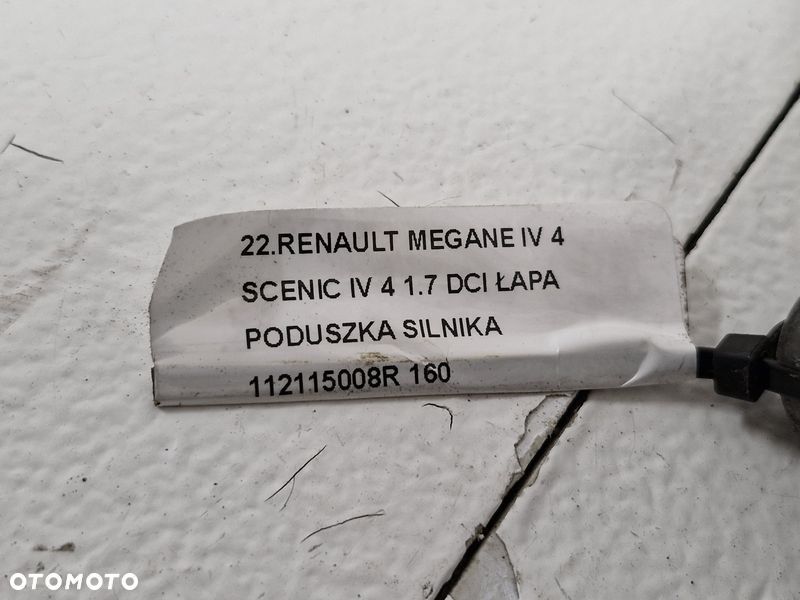 22.RENAULT MEGANE IV 4
SCENIC IV 4 1.7 DCI ŁAPA
PODUSZKA SILNIKA
112115008R 160
OTOMOTO